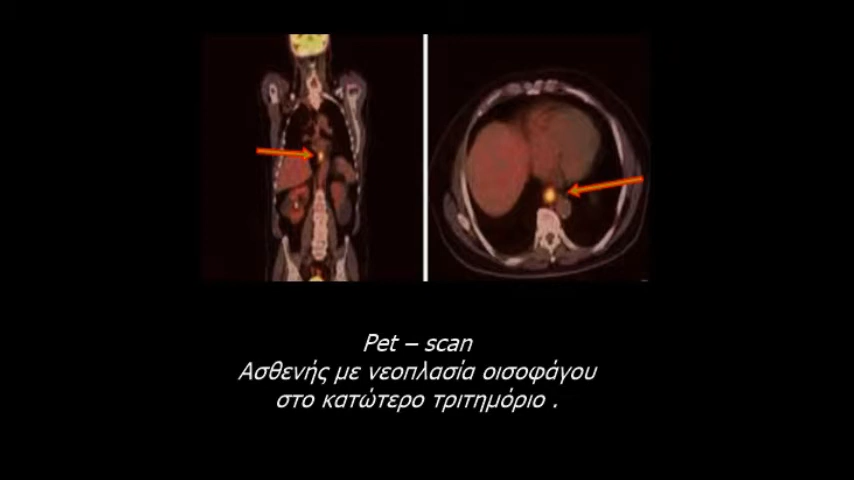 Pet – scan
Ασθενής με νεοπλασία οισοφάγου
στο κατώτερο τριτημόριο .